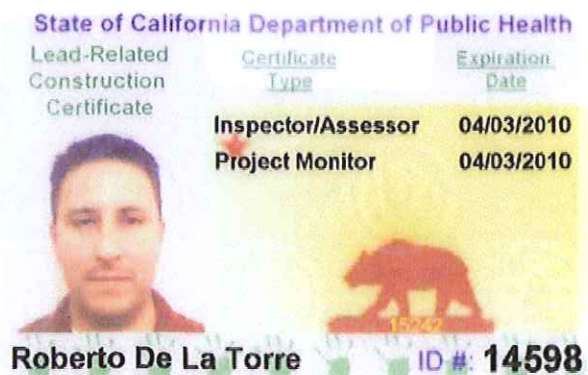 State of California Department of Public Health
Lead-Related
Construction
Certificate
Certificate
Type
Expiration
Date
Inspector/Assessor 04/03/2010
Project Monitor 04/03/2010
15242
Roberto De La Torre ID #: 14598